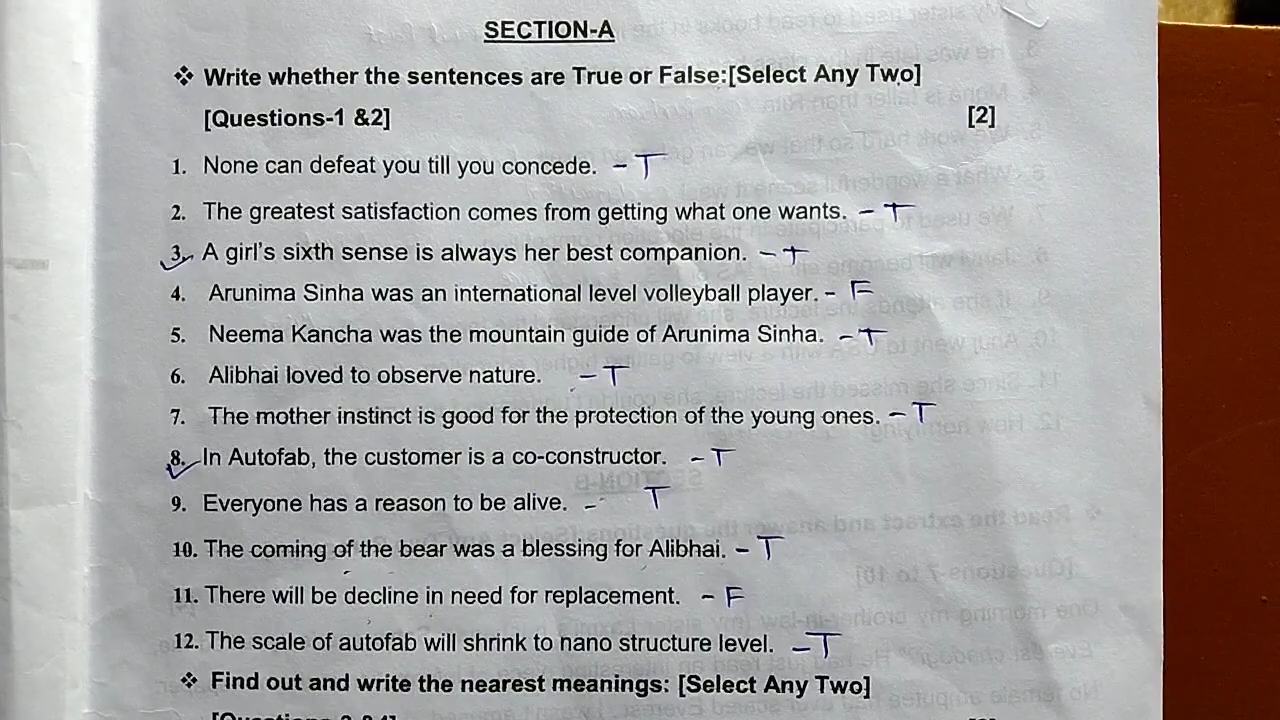 SECTION-A
❖ Write whether the sentences are True or False:[Select Any Two]
[Questions-1 &2] [2]
1. None can defeat you till you concede. - T
2. The greatest satisfaction comes from getting what one wants. - T
3. A girl's sixth sense is always her best companion. - T
4. Arunima Sinha was an international level volleyball player. - F
5. Neema Kancha was the mountain guide of Arunima Sinha. - T
6. Alibhai loved to observe nature. - T
7. The mother instinct is good for the protection of the young ones. - T
8. In Autofab, the customer is a co-constructor. - T
9. Everyone has a reason to be alive. - T
10. The coming of the bear was a blessing for Alibhai. - T
11. There will be decline in need for replacement. - F
12. The scale of autofab will shrink to nano structure level. - T
❖ Find out and write the nearest meanings: [Select Any Two]